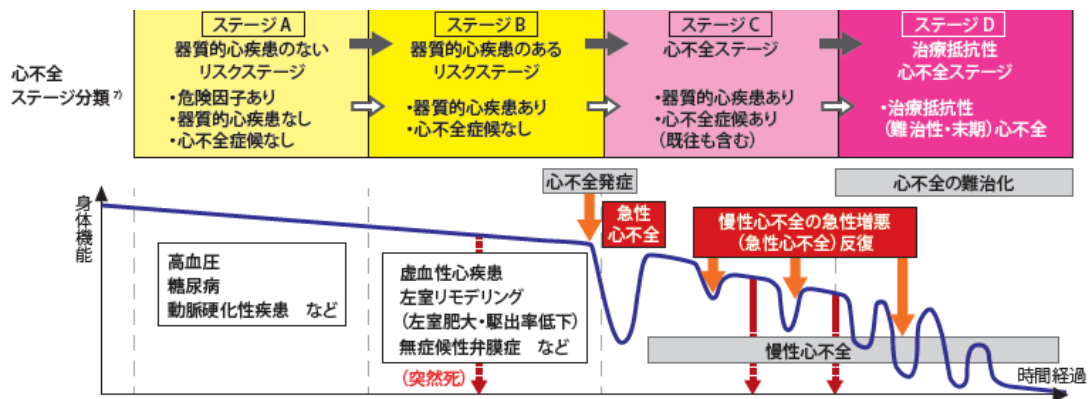 心不全
ステージ分類 7)
ステージA
器質的心疾患のない
リスクステージ
・危険因子あり
・器質的心疾患なし
・心不全症候なし
ステージB
器質的心疾患のある
リスクステージ
・器質的心疾患あり
・心不全症候なし
ステージC
心不全ステージ
・器質的心疾患あり
・心不全症候あり
(既往も含む)
ステージD
治療抵抗性
心不全ステージ
・治療抵抗性
(難治性・末期)心不全
身体機能
高血圧
糖尿病
動脈硬化性疾患 など
虚血性心疾患
左室リモデリング
(左室肥大・駆出率低下)
無症候性弁膜症 など
(突然死)
心不全発症
急性
心不全
慢性心不全の急性増悪
(急性心不全)反復
心不全の難治化
慢性心不全
時間経過